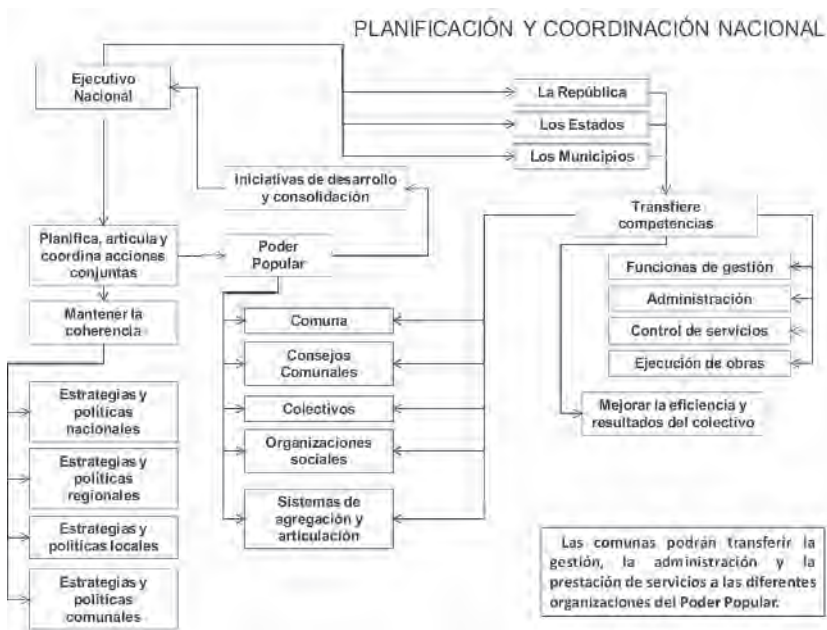 PLANIFICACIÓN Y COORDINACIÓN NACIONAL
Ejecutivo
Nacional
La República
Los Estados
Los Municipios
Iniciativas de desarrollo
y consolidación
Transfiere
competencias
Planifica, articula y
coordina acciones
conjuntas
Poder
Popular
Funciones de gestión
Administración
Control de servicios
Ejecución de obras
Mantener la
coherencia
Comuna
Consejos
Comunales
Colectivos
Organizaciones
sociales
Sistemas de
agregación y
articulación
Mejorar la eficiencia y
resultados del colectivo
Estrategias y
políticas
nacionales
Estrategias y
políticas
regionales
Estrategias y
políticas locales
Estrategias y
políticas
comunales
Las comunas podrán transferir la
gestión, la administración y la
prestación de servicios a las diferentes
organizaciones del Poder Popular.